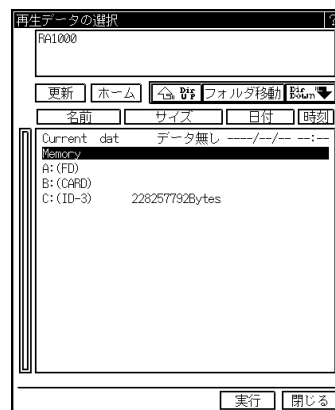 再生データの選択 ?
RA1000
更新 ホーム Dir UP フォルダ移動 Dir Down
名前 サイズ 日付 時刻
Current dat データ無し ----/--/-- --:--
Memory
A:(FD)
B:(CARD)
C:(ID-3) 228257792Bytes
実行 閉じる